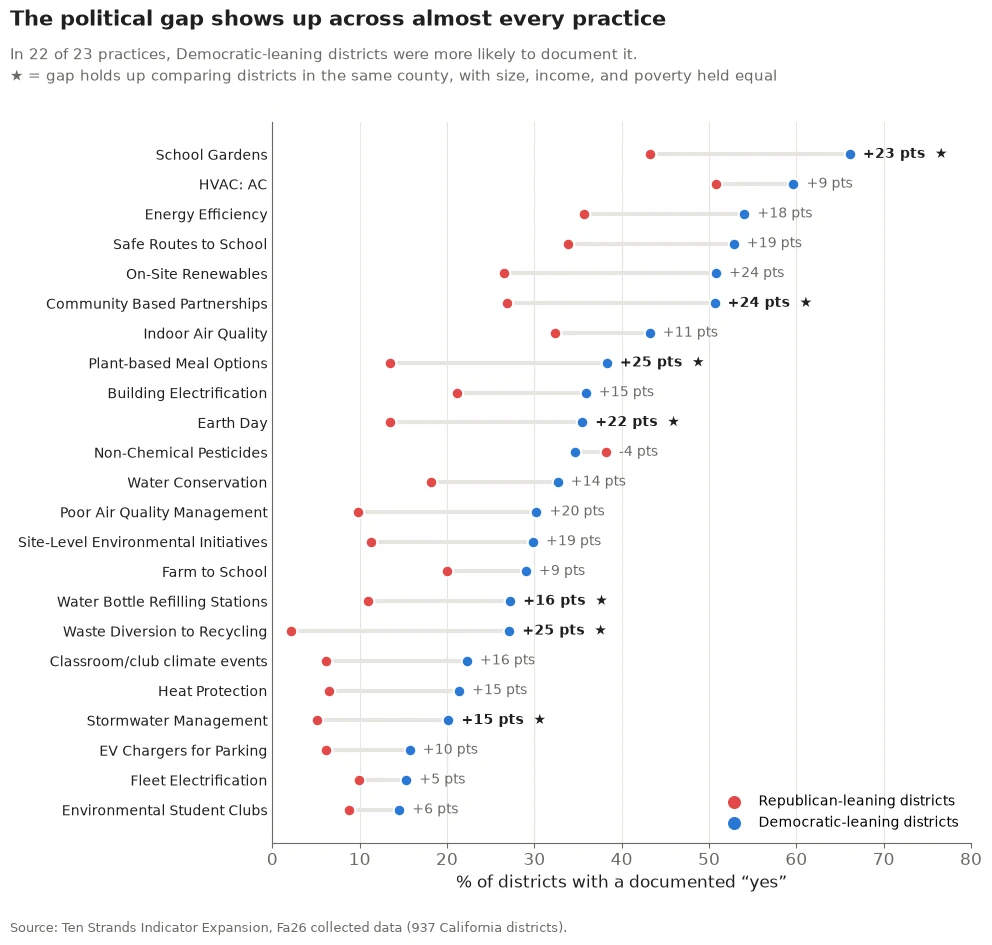 The political gap shows up across almost every practice
In 22 of 23 practices, Democratic-leaning districts were more likely to document it.
★ = gap holds up comparing districts in the same county, with size, income, and poverty held equal
School Gardens +23 pts ★
HVAC: AC +9 pts
Energy Efficiency +18 pts
Safe Routes to School +19 pts
On-Site Renewables +24 pts
Community Based Partnerships +24 pts ★
Indoor Air Quality +11 pts
Plant-based Meal Options +25 pts ★
Building Electrification +15 pts
Earth Day +22 pts ★
Non-Chemical Pesticides -4 pts
Water Conservation +14 pts
Poor Air Quality Management +20 pts
Site-Level Environmental Initiatives +19 pts
Farm to School +9 pts
Water Bottle Refilling Stations +16 pts ★
Waste Diversion to Recycling +25 pts ★
Classroom/club climate events +16 pts
Heat Protection +15 pts
Stormwater Management +15 pts ★
EV Chargers for Parking +10 pts
Fleet Electrification +5 pts
Environmental Student Clubs +6 pts
Republican-leaning districts
Democratic-leaning districts
0 10 20 30 40 50 60 70 80
% of districts with a documented “yes”
Source: Ten Strands Indicator Expansion, Fa26 collected data (937 California districts).